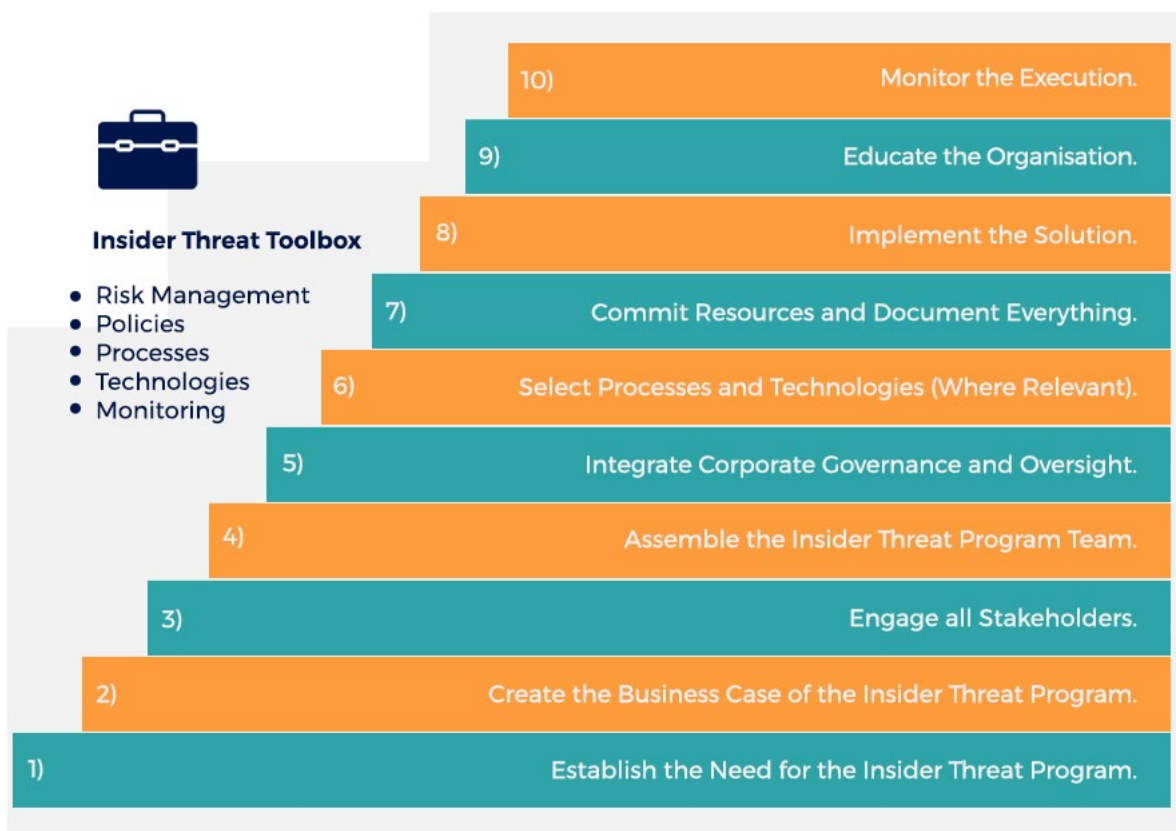 10) Monitor the Execution.
9) Educate the Organisation.
Insider Threat Toolbox
8) Implement the Solution.
• Risk Management
• Policies
• Processes
• Technologies
• Monitoring
7) Commit Resources and Document Everything.
6) Select Processes and Technologies (Where Relevant).
5) Integrate Corporate Governance and Oversight.
4) Assemble the Insider Threat Program Team.
3) Engage all Stakeholders.
2) Create the Business Case of the Insider Threat Program.
1) Establish the Need for the Insider Threat Program.